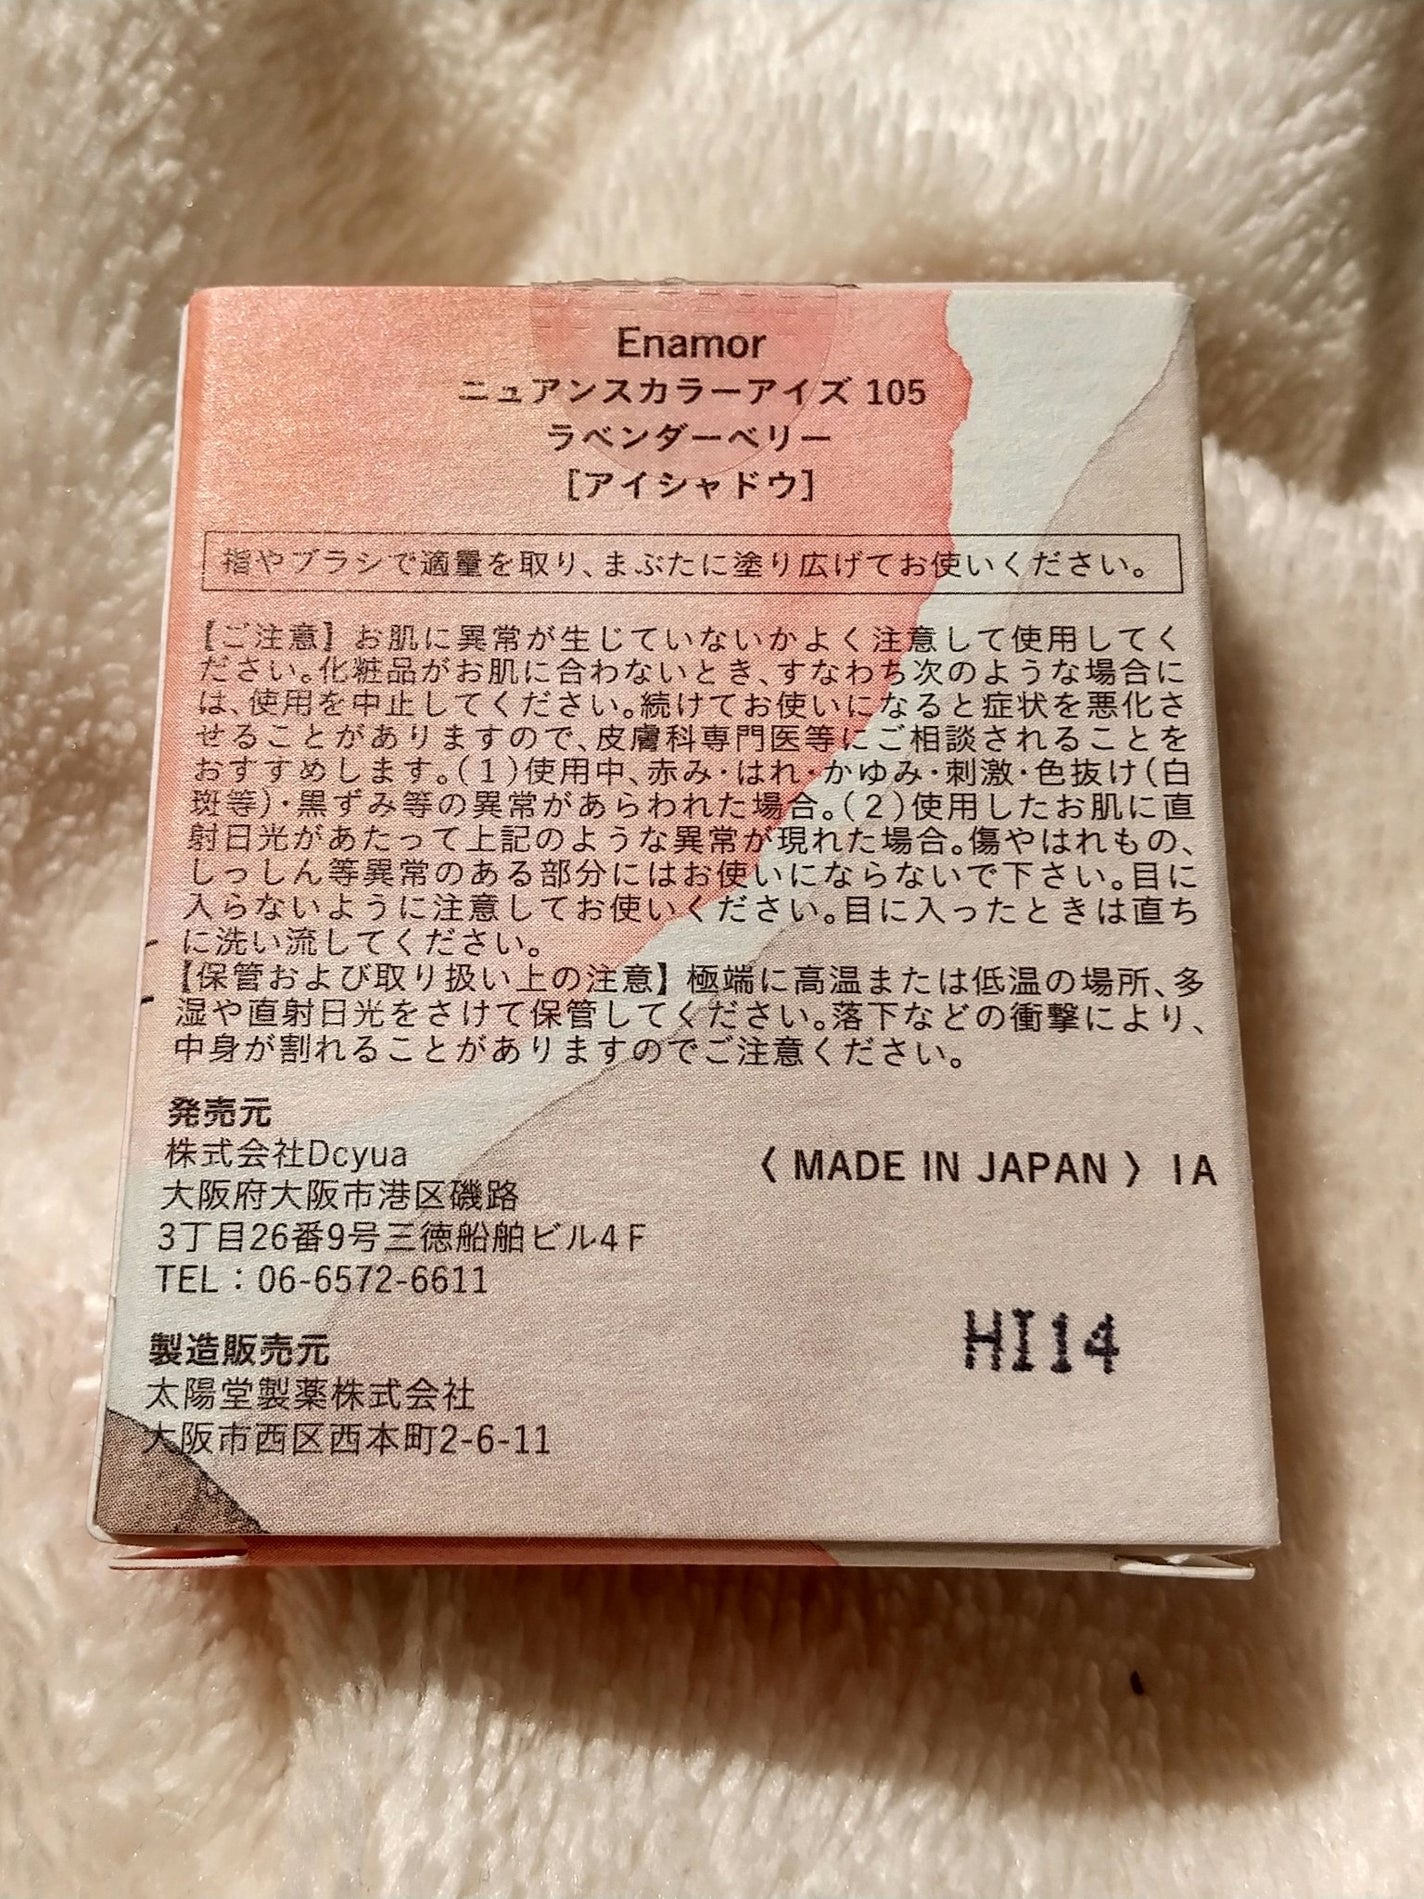 Enamor
ニュアンスカラーアイズ 105
ラベンダーベリー
[アイシャドウ]
指やブラシで適量を取り、まぶたに塗り広げてお使いください。
【ご注意】お肌に異常が生じていないかよく注意して使用してく
ださい。化粧品がお肌に合わないとき、すなわち次のような場合に
は、使用を中止してください。続けてお使いになると症状を悪化さ
せることがありますので、皮膚科専門医等にご相談されることを
おすすめします。(1)使用中、赤み・はれ・かゆみ・刺激・色抜け(白
斑等)・黒ずみ等の異常があらわれた場合。(2)使用したお肌に直
射日光があたって上記のような異常が現れた場合。傷やはれもの、
しっしん等異常のある部分にはお使いにならないで下さい。目に
入らないように注意してお使いください。目に入ったときは直ち
に洗い流してください。
【保管および取り扱い上の注意】極端に高温または低温の場所、多
湿や直射日光をさけて保管してください。落下などの衝撃により、
中身が割れることがありますのでご注意ください。
発売元
株式会社Dcyua
大阪府大阪市港区磯路
3丁目26番9号三徳船舶ビル4F
TEL：06-6572-6611
〈 MADE IN JAPAN 〉 IA
HI14
製造販売元
太陽堂製薬株式会社
大阪市西区西本町2-6-11